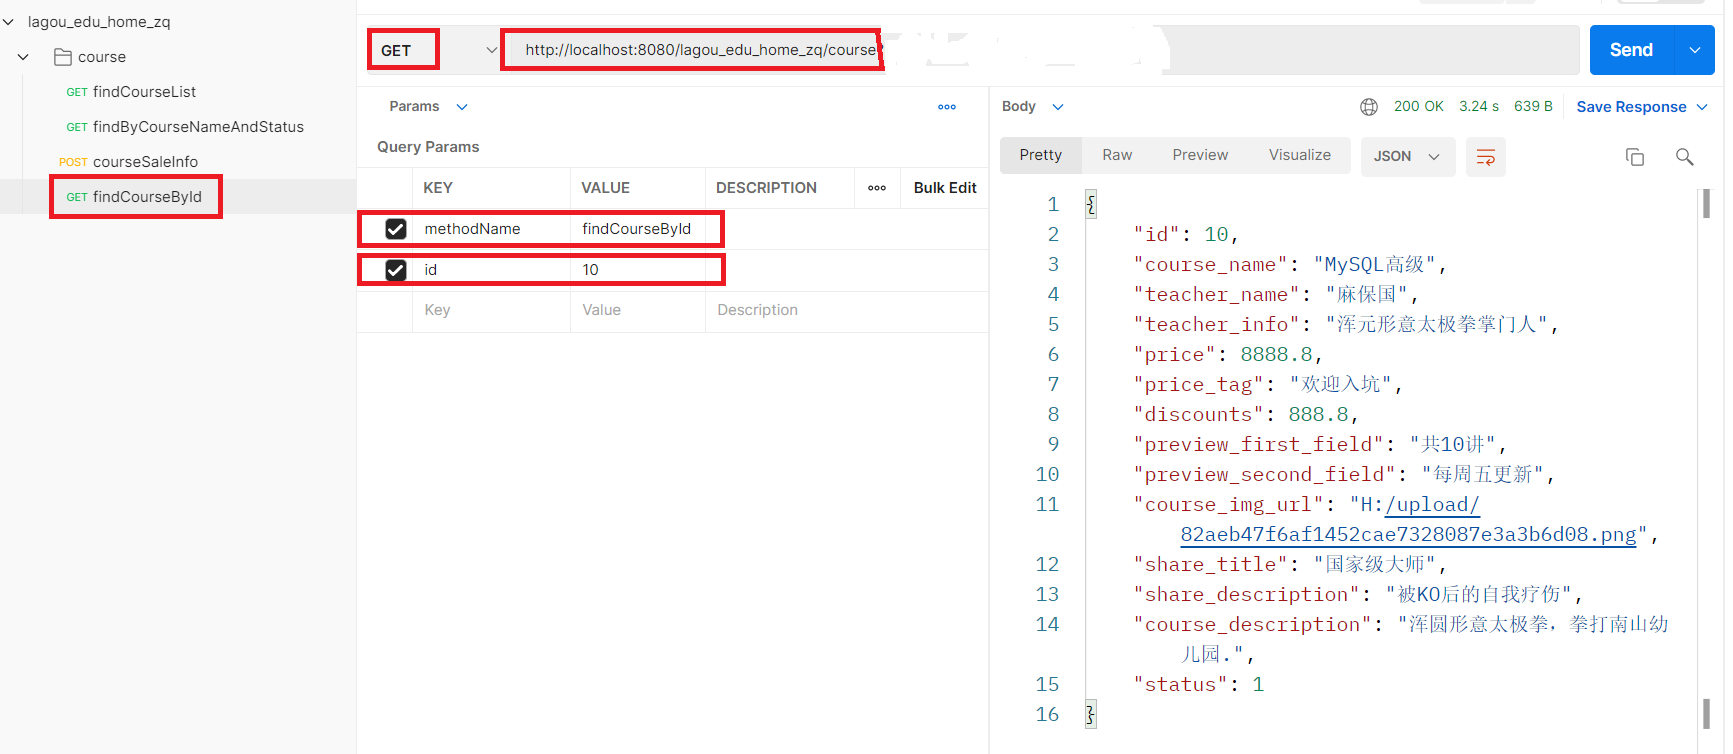 lagou_edu_home_zq
course
GET findCourseList
GET findByCourseNameAndStatus
POST courseSaleInfo
GET findCourseById
GET http://localhost:8080/lagou_edu_home_zq/course?
Send
Params
Query Params
KEY VALUE DESCRIPTION Bulk Edit
methodName findCourseById
id 10
Key Value Description
Body 200 OK 3.24 s 639 B Save Response
Pretty Raw Preview Visualize JSON
1 {
2 "id": 10,
3 "course_name": "MySQL高级",
4 "teacher_name": "麻保国",
5 "teacher_info": "浑元形意太极拳掌门人",
6 "price": 8888.8,
7 "price_tag": "欢迎入坑",
8 "discounts": 888.8,
9 "preview_first_field": "共10讲",
10 "preview_second_field": "每周五更新",
11 "course_img_url": "H:/upload/
82aeb47f6af1452cae7328087e3a3b6d08.png",
12 "share_title": "国家级大师",
13 "share_description": "被KO后的自我疗伤",
14 "course_description": "浑圆形意太极拳，拳打南山幼
儿园.",
15 "status": 1
16 }